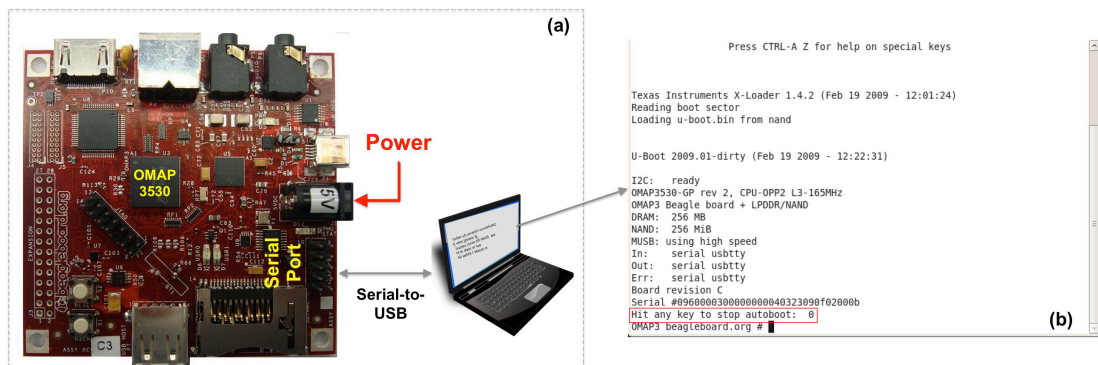 (a)
OMAP
3530
Power
5V
Serial
Port
Serial-to-
USB
EXPANSION
C3
Press CTRL-A Z for help on special keys
Texas Instruments X-Loader 1.4.2 (Feb 19 2009 - 12:01:24)
Reading boot sector
Loading u-boot.bin from nand
U-Boot 2009.01-dirty (Feb 19 2009 - 12:22:31)
I2C:   ready
OMAP3530-GP rev 2, CPU-OPP2 L3-165MHz
OMAP3 Beagle board + LPDDR/NAND
DRAM:  256 MB
NAND:  256 MiB
MUSB: using high speed
In:    serial usbtty
Out:   serial usbtty
Err:   serial usbtty
Board revision C
Serial #0960000300000000040323090f02000b
Hit any key to stop autoboot:  0
OMAP3 beagleboard.org #
(b)